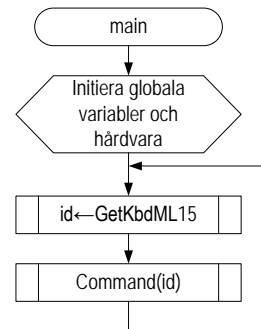 main
Initiera globala
variabler och
hårdvara
id←GetKbdML15
Command(id)